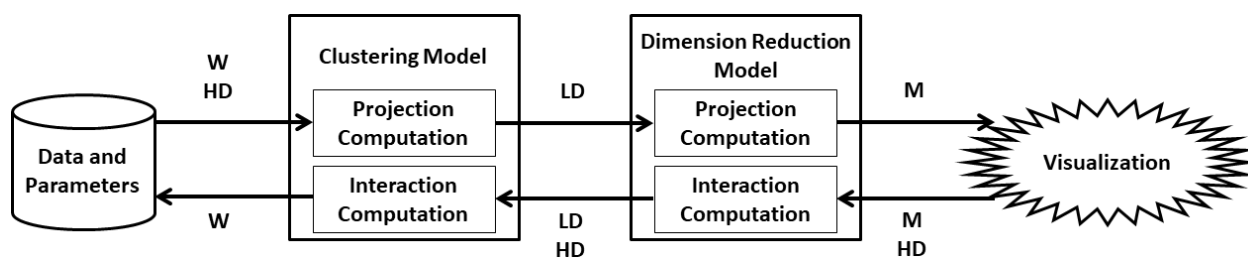 W
HD
Data and
Parameters
W
Clustering Model
Projection
Computation
Interaction
Computation
LD
LD
HD
Dimension Reduction
Model
Projection
Computation
Interaction
Computation
M
M
HD
Visualization